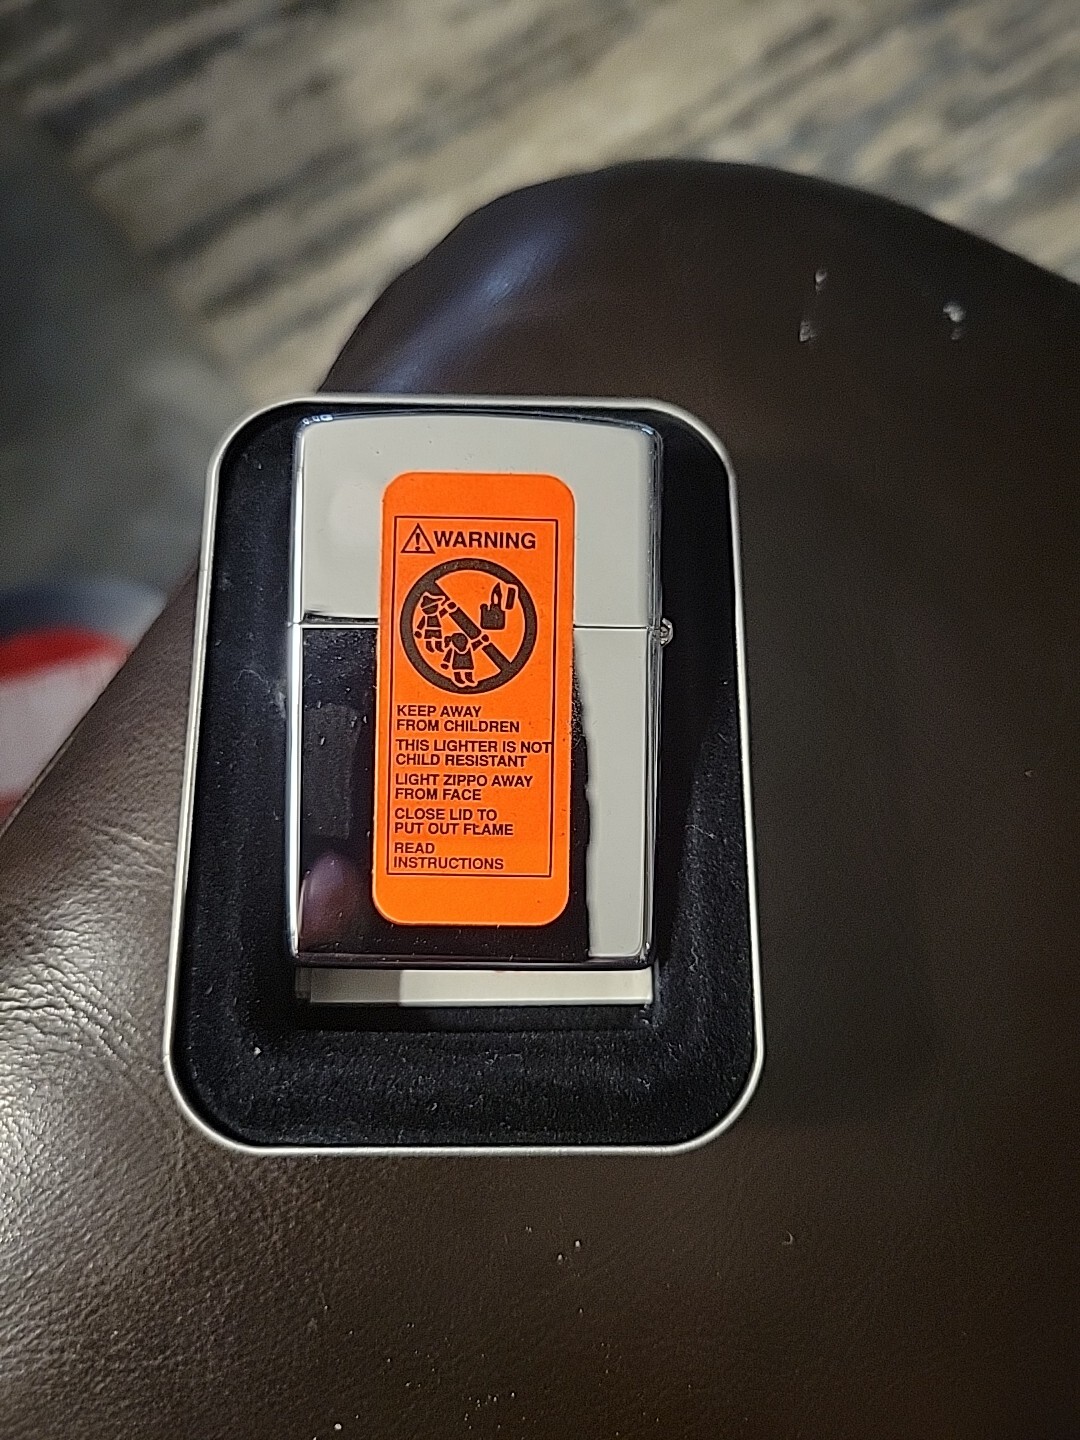 WARNING
KEEP AWAY
FROM CHILDREN
THIS LIGHTER IS NOT
CHILD RESISTANT
LIGHT ZIPPO AWAY
FROM FACE
CLOSE LID TO
PUT OUT FLAME
READ
INSTRUCTIONS